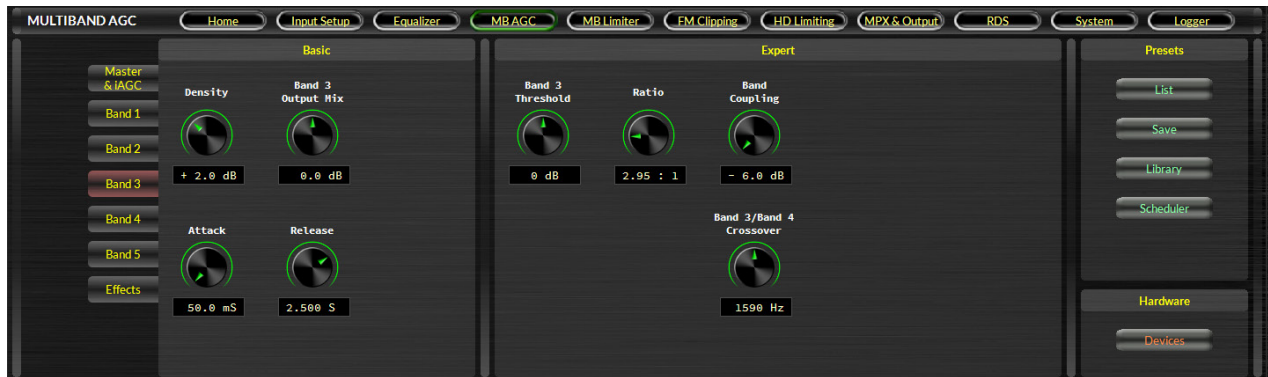 MULTIBAND AGC
Home
Input Setup
Equalizer
MB AGC
MB Limiter
FM Clipping
HD Limiting
MPX & Output
RDS
System
Logger
Master
& iAGC
Band 1
Band 2
Band 3
Band 4
Band 5
Effects
Basic
Density
+ 2.0 dB
Band 3
Output Mix
0.0 dB
Attack
50.0 mS
Release
2.500 S
Expert
Band 3
Threshold
0 dB
Ratio
2.95 : 1
Band
Coupling
- 6.0 dB
Band 3/Band 4
Crossover
1590 Hz
Presets
List
Save
Library
Scheduler
Hardware
Devices